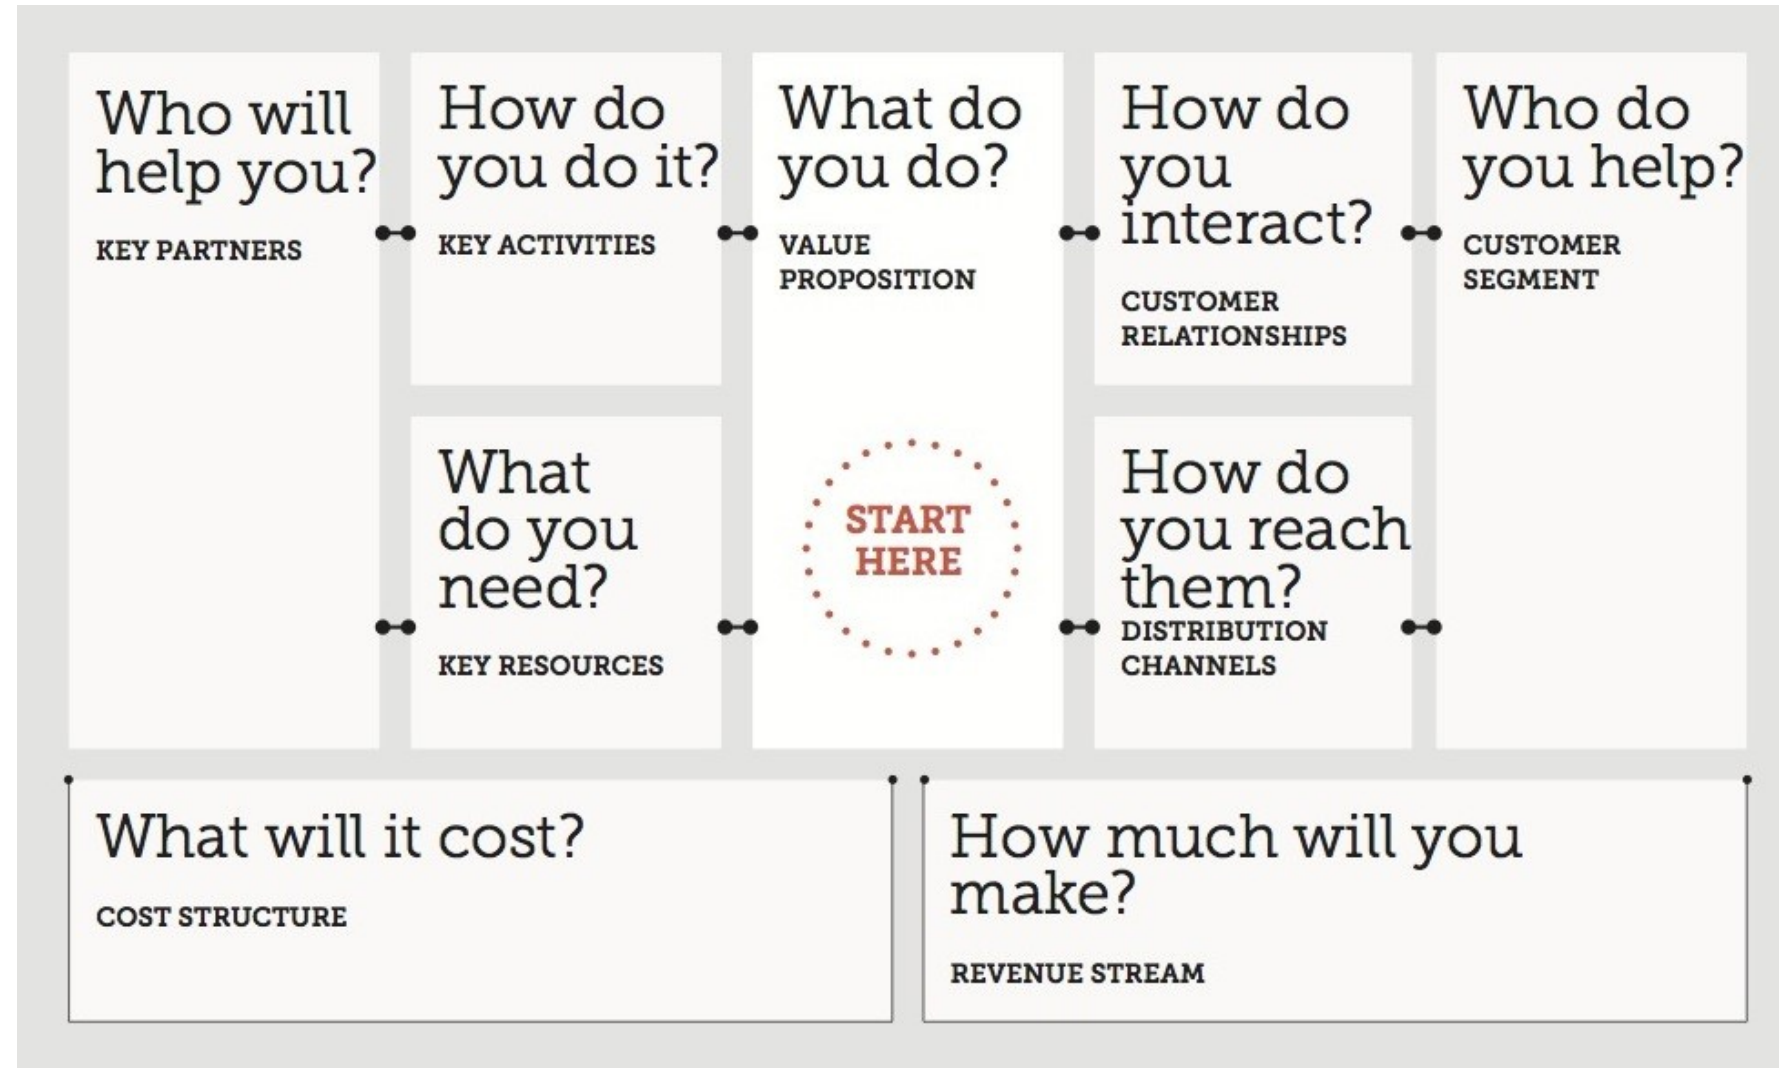 Who will
help you?
KEY PARTNERS
How do
you do it?
KEY ACTIVITIES
What
do you
need?
KEY RESOURCES
What do
you do?
VALUE
PROPOSITION
START
HERE
How do
you
interact?
CUSTOMER
RELATIONSHIPS
How do
you reach
them?
DISTRIBUTION
CHANNELS
Who do
you help?
CUSTOMER
SEGMENT
What will it cost?
COST STRUCTURE
How much will you
make?
REVENUE STREAM